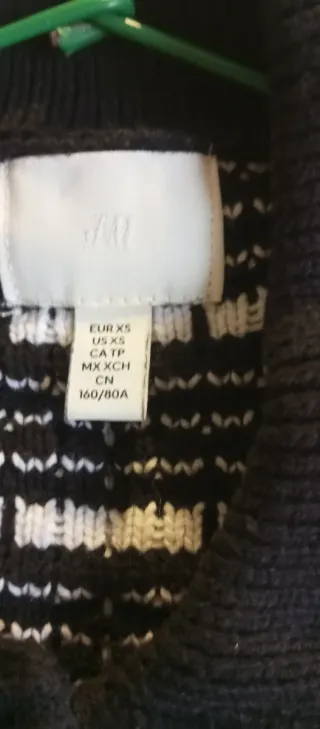 H&M
EUR XS
US XS
CA TP
MX XCH
CN
160/80A